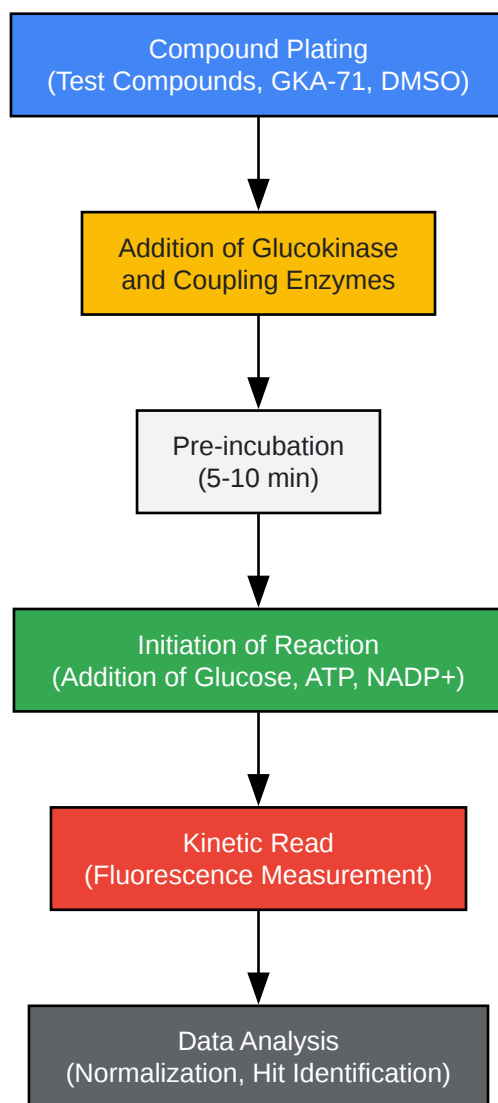 Compound Plating
(Test Compounds, GKA-71, DMSO)
Addition of Glucokinase
and Coupling Enzymes
Pre-incubation
(5-10 min)
Initiation of Reaction
(Addition of Glucose, ATP, NADP+)
Kinetic Read
(Fluorescence Measurement)
Data Analysis
(Normalization, Hit Identification)